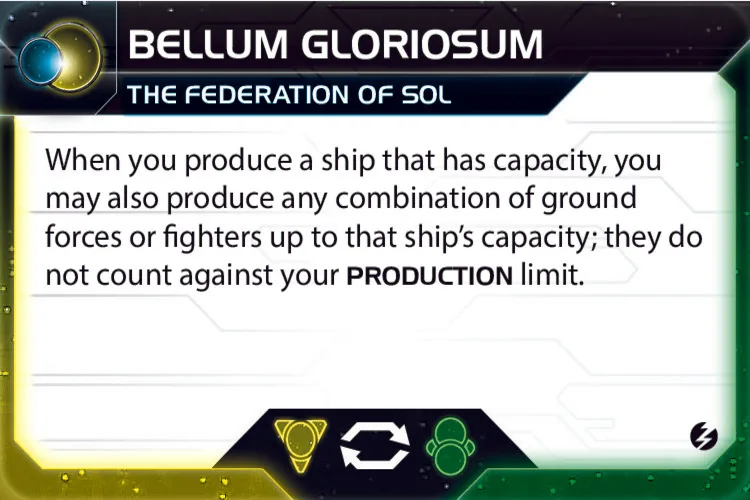 BELLUM GLORIOSUM
THE FEDERATION OF SOL
When you produce a ship that has capacity, you
may also produce any combination of ground
forces or fighters up to that ship’s capacity; they do
not count against your PRODUCTION limit.